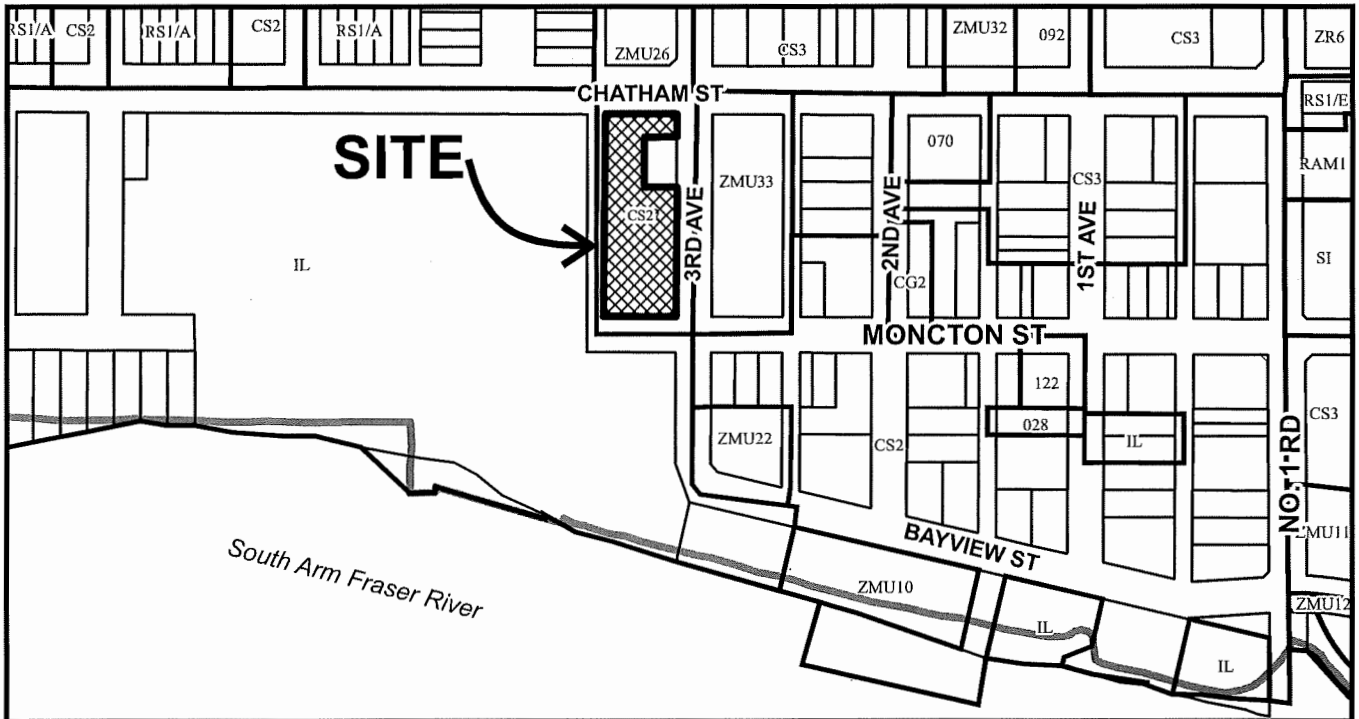 RS1/A CS2 RS1/A CS2 RS1/A ZMU26 CS3 ZMU32 092 CS3 ZR6
CHATHAM ST
RS1/E
SITE
070
ZMU33
CS3
RAM1
CS2
3RD AVE
2ND AVE
1ST AVE
IL
SI
CG2
MONCTON ST
122
028
CS3
ZMU22
CS2
IL
NO. 1 RD
BAYVIEW ST
ZMU11
South Arm Fraser River
ZMU10
ZMU12
IL
IL